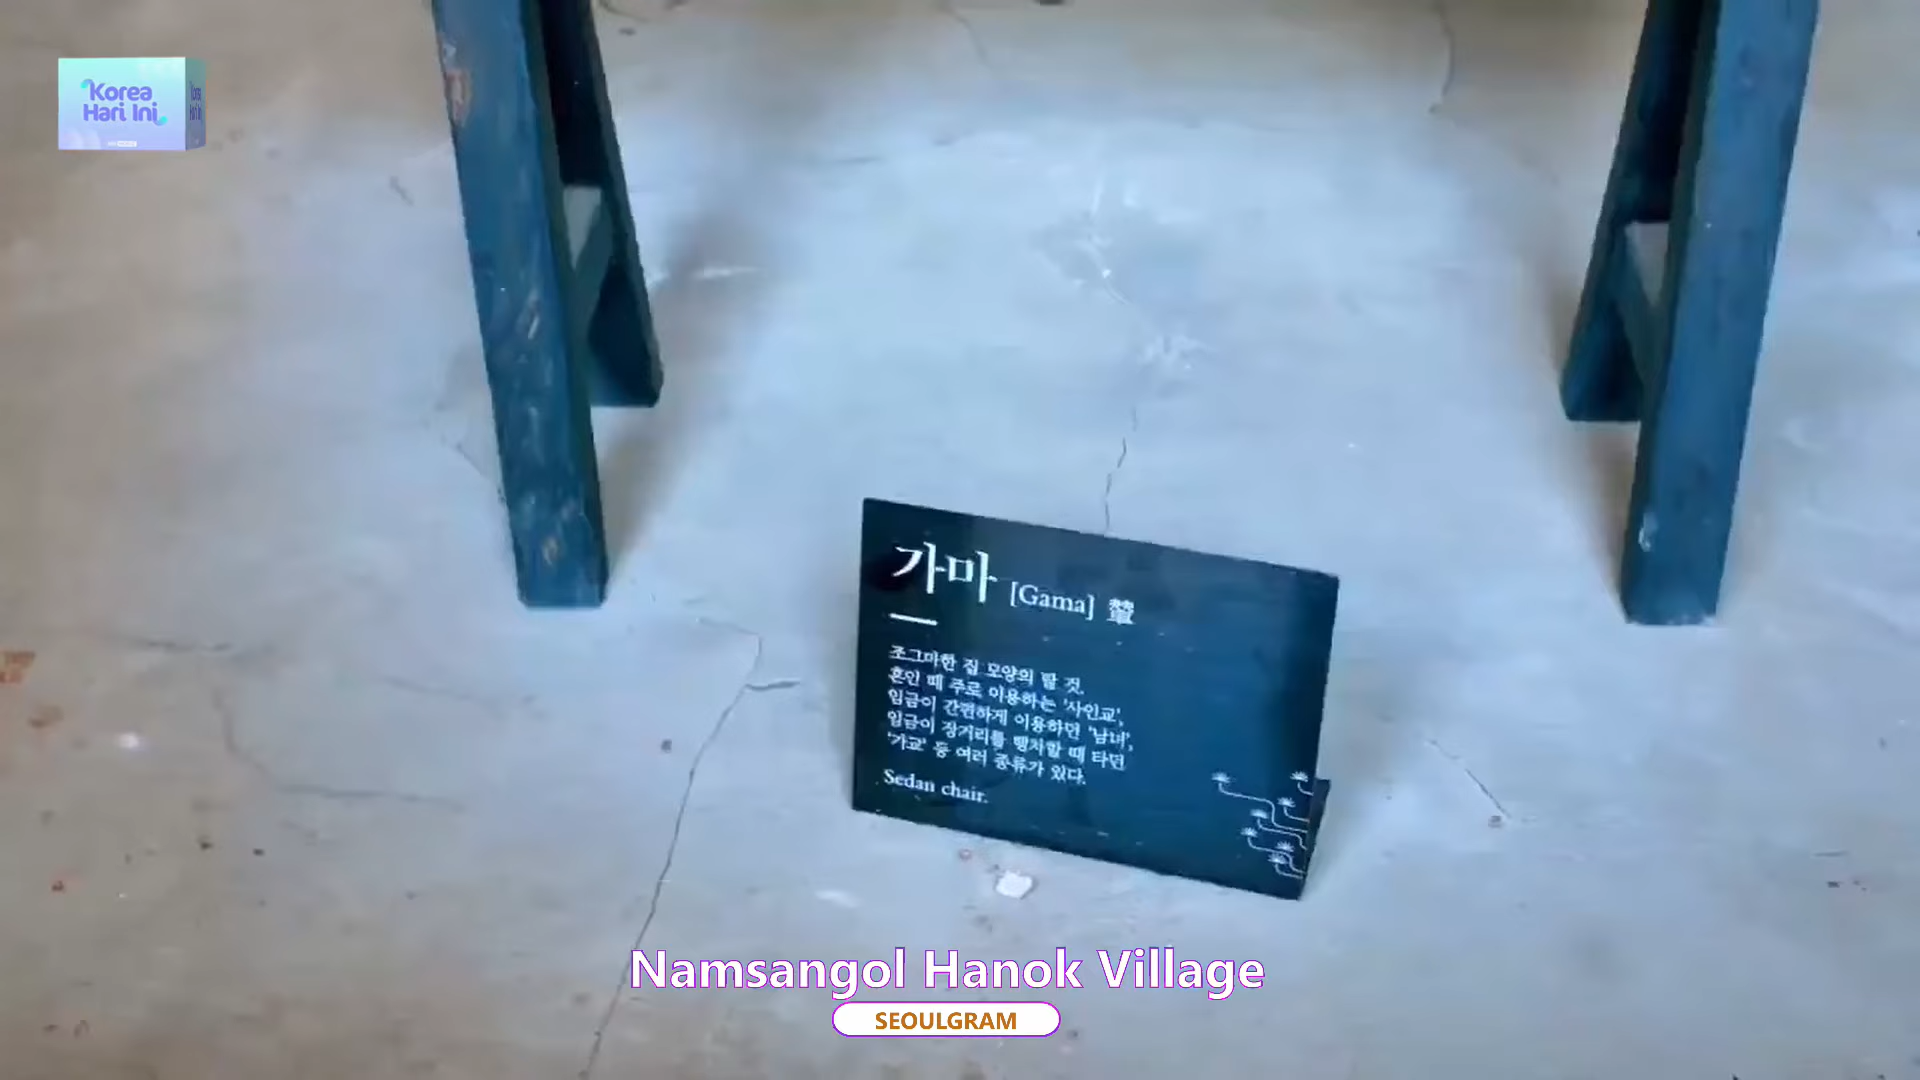 Korea
Hari Ini
가마 [Gama] 輦
조그마한 집 모양의 탈 것.
혼인 때 주로 이용하는 '사인교',
임금이 간편하게 이용하던 '남녀',
임금이 장거리를 행차할 때 타던
'가교' 등 여러 종류가 있다.
Sedan chair.
Namsangol Hanok Village
SEOULGRAM